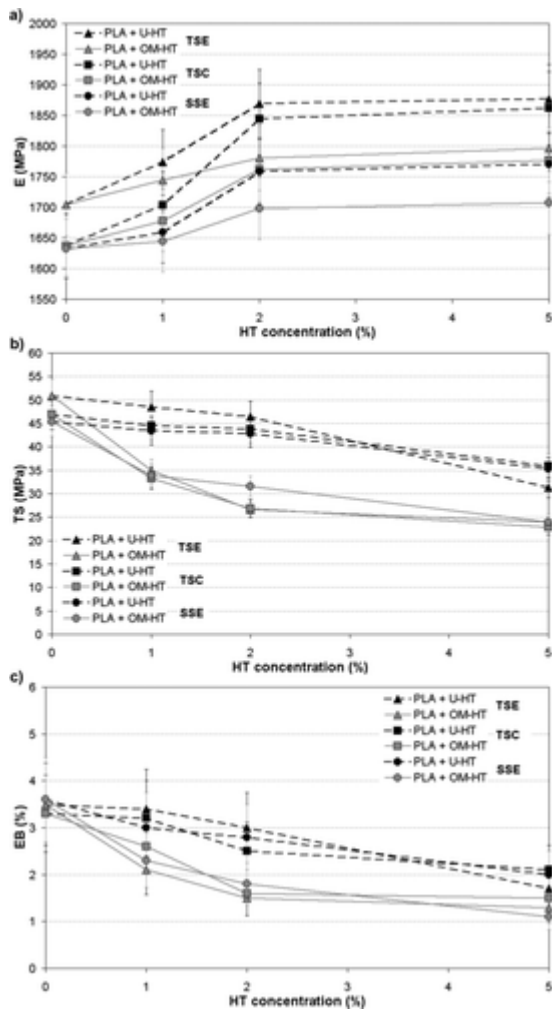 a)
2000
1950
1900
1850
1800
1750
1700
1650
1600
1550
E (MPa)
PLA + U-HT
PLA + OM-HT
TSE
PLA + U-HT
PLA + OM-HT
TSC
PLA + U-HT
PLA + OM-HT
SSE
0 1 2 3 4 5
HT concentration (%)
b)
60
55
50
45
40
35
30
25
20
15
10
5
0
TS (MPa)
PLA + U-HT
PLA + OM-HT
TSE
PLA + U-HT
PLA + OM-HT
TSC
PLA + U-HT
PLA + OM-HT
SSE
0 1 2 3 4 5
HT concentration (%)
c)
6
5
4
3
2
1
0
EB (%)
PLA + U-HT
PLA + OM-HT
TSE
PLA + U-HT
PLA + OM-HT
TSC
PLA + U-HT
PLA + OM-HT
SSE
0 1 2 3 4 5
HT concentration (%)